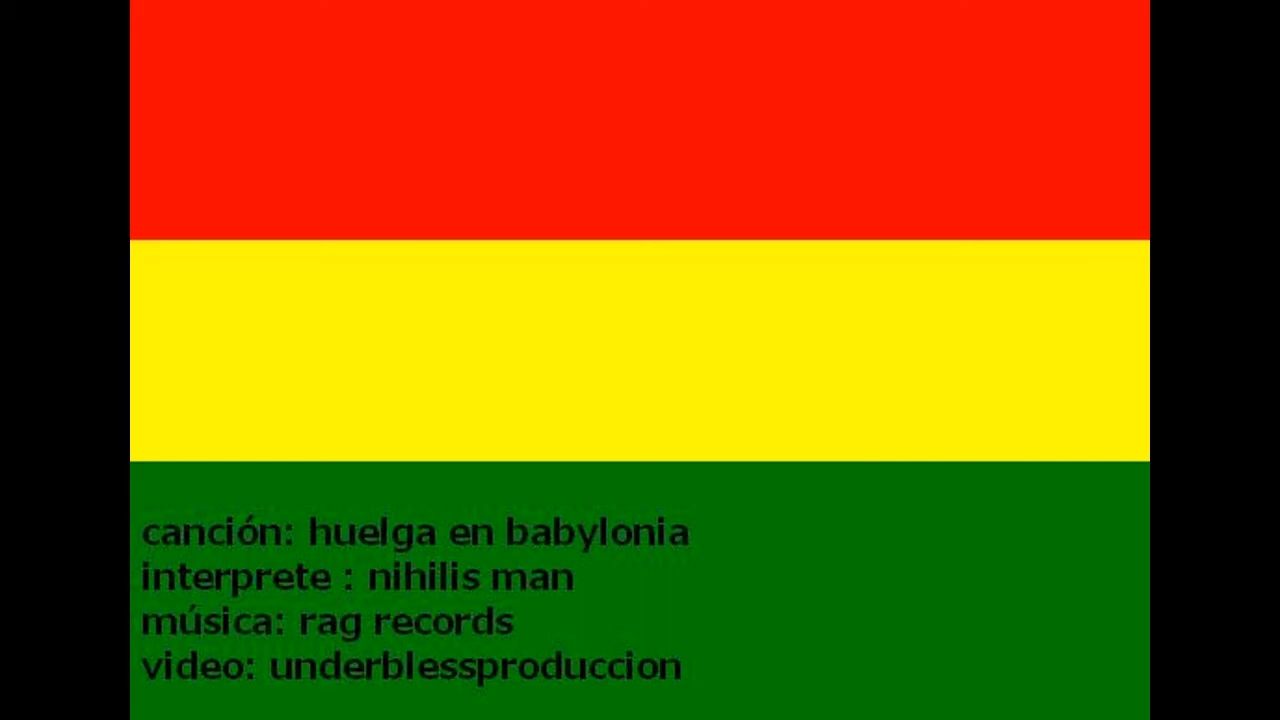 canción: huelga en babylonia
interprete : nihilis man
música: rag records
video: underblessproduccion